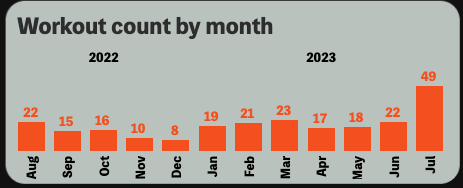 Workout count by month
2022 2023
22 15 16 10 8 19 21 23 17 18 22 49
Aug Sep Oct Nov Dec Jan Feb Mar Apr May Jun Jul